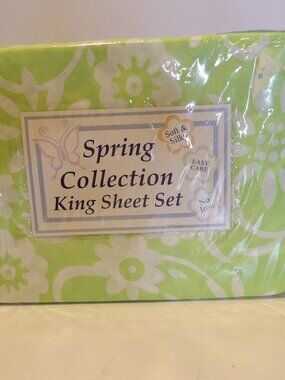 Spring
Collection
King Sheet Set
Soft &
Silky
EASY
CARE
No
Iron